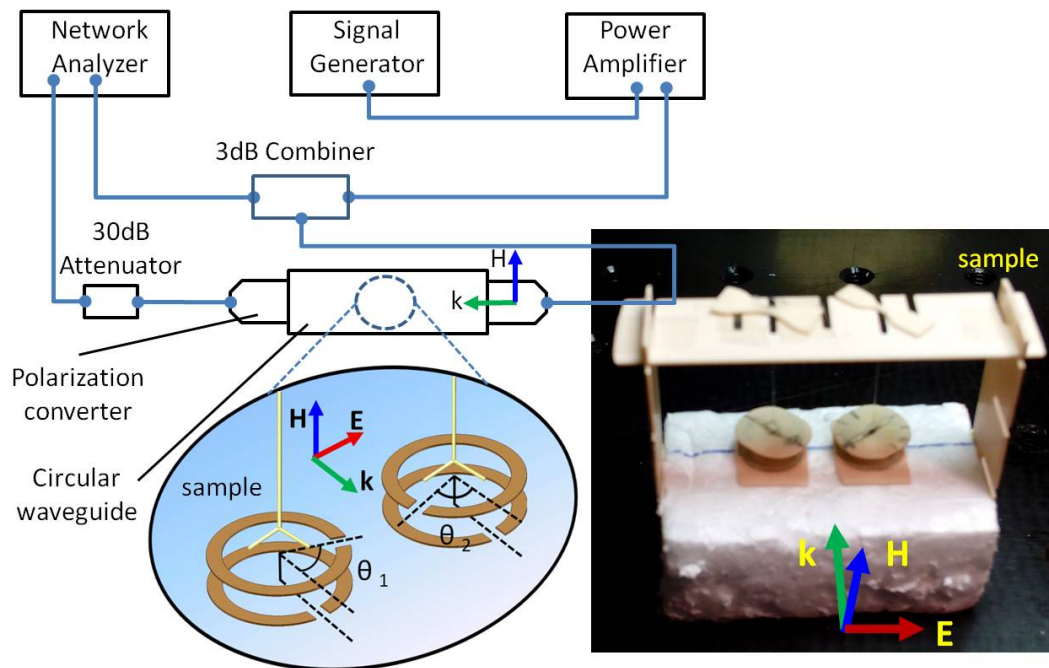 Network
Analyzer
Signal
Generator
Power
Amplifier
3dB Combiner
30dB
Attenuator
H
k
sample
Polarization
converter
Circular
waveguide
H
E
k
sample
θ 1
θ 2
k
H
E